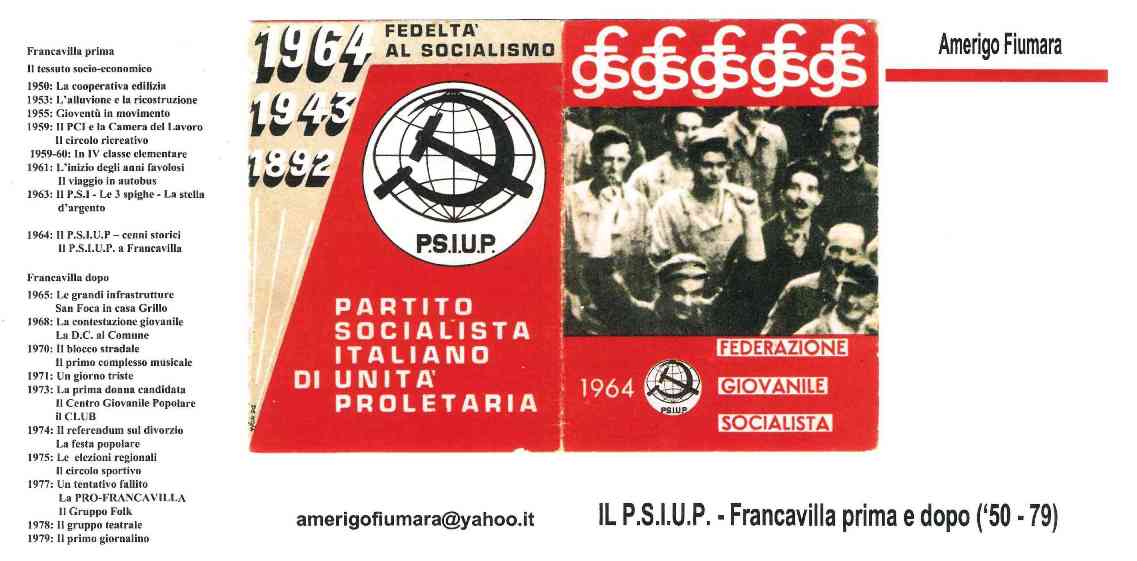 Francavilla prima
Il tessuto socio-economico
1950: La cooperativa edilizia
1953: L'alluvione e la ricostruzione
1955: Gioventù in movimento
1959: Il PCI e la Camera del Lavoro
Il circolo ricreativo
1959-60: In IV classe elementare
1961: L'inizio degli anni favolosi
Il viaggio in autobus
1963: Il P.S.I - Le 3 spighe - La stella
d'argento
1964: Il P.S.I.U.P – cenni storici
Il P.S.I.U.P. a Francavilla
Francavilla dopo
1965: Le grandi infrastrutture
San Foca in casa Grillo
1968: La contestazione giovanile
La D.C. al Comune
1970: Il blocco stradale
Il primo complesso musicale
1971: Un giorno triste
1973: La prima donna candidata
Il Centro Giovanile Popolare
il CLUB
1974: Il referendum sul divorzio
La festa popolare
1975: Le elezioni regionali
Il circolo sportivo
1977: Un tentativo fallito
La PRO-FRANCAVILLA
Il Gruppo Folk
1978: Il gruppo teatrale
1979: Il primo giornalino
1964
1943
1892
FEDELTA'
AL SOCIALISMO
P.S.I.U.P.
PARTITO
SOCIALISTA
ITALIANO
DI UNITA'
PROLETARIA
fgs fgs fgs fgs fgs
1964
PSIUP
FEDERAZIONE
GIOVANILE
SOCIALISTA
Amerigo Fiumara
amerigofiumara@yahoo.it
IL P.S.I.U.P. - Francavilla prima e dopo ('50 - 79)